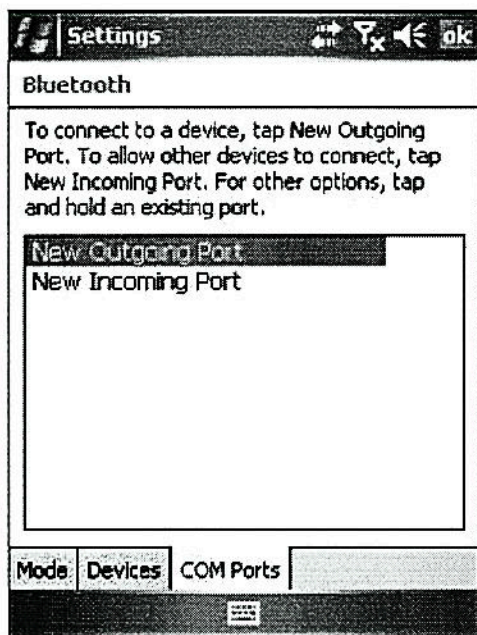 Settings
ok
Bluetooth
To connect to a device, tap New Outgoing
Port. To allow other devices to connect, tap
New Incoming Port. For other options, tap
and hold an existing port.
New Outgoing Port
New Incoming Port
Mode Devices COM Ports